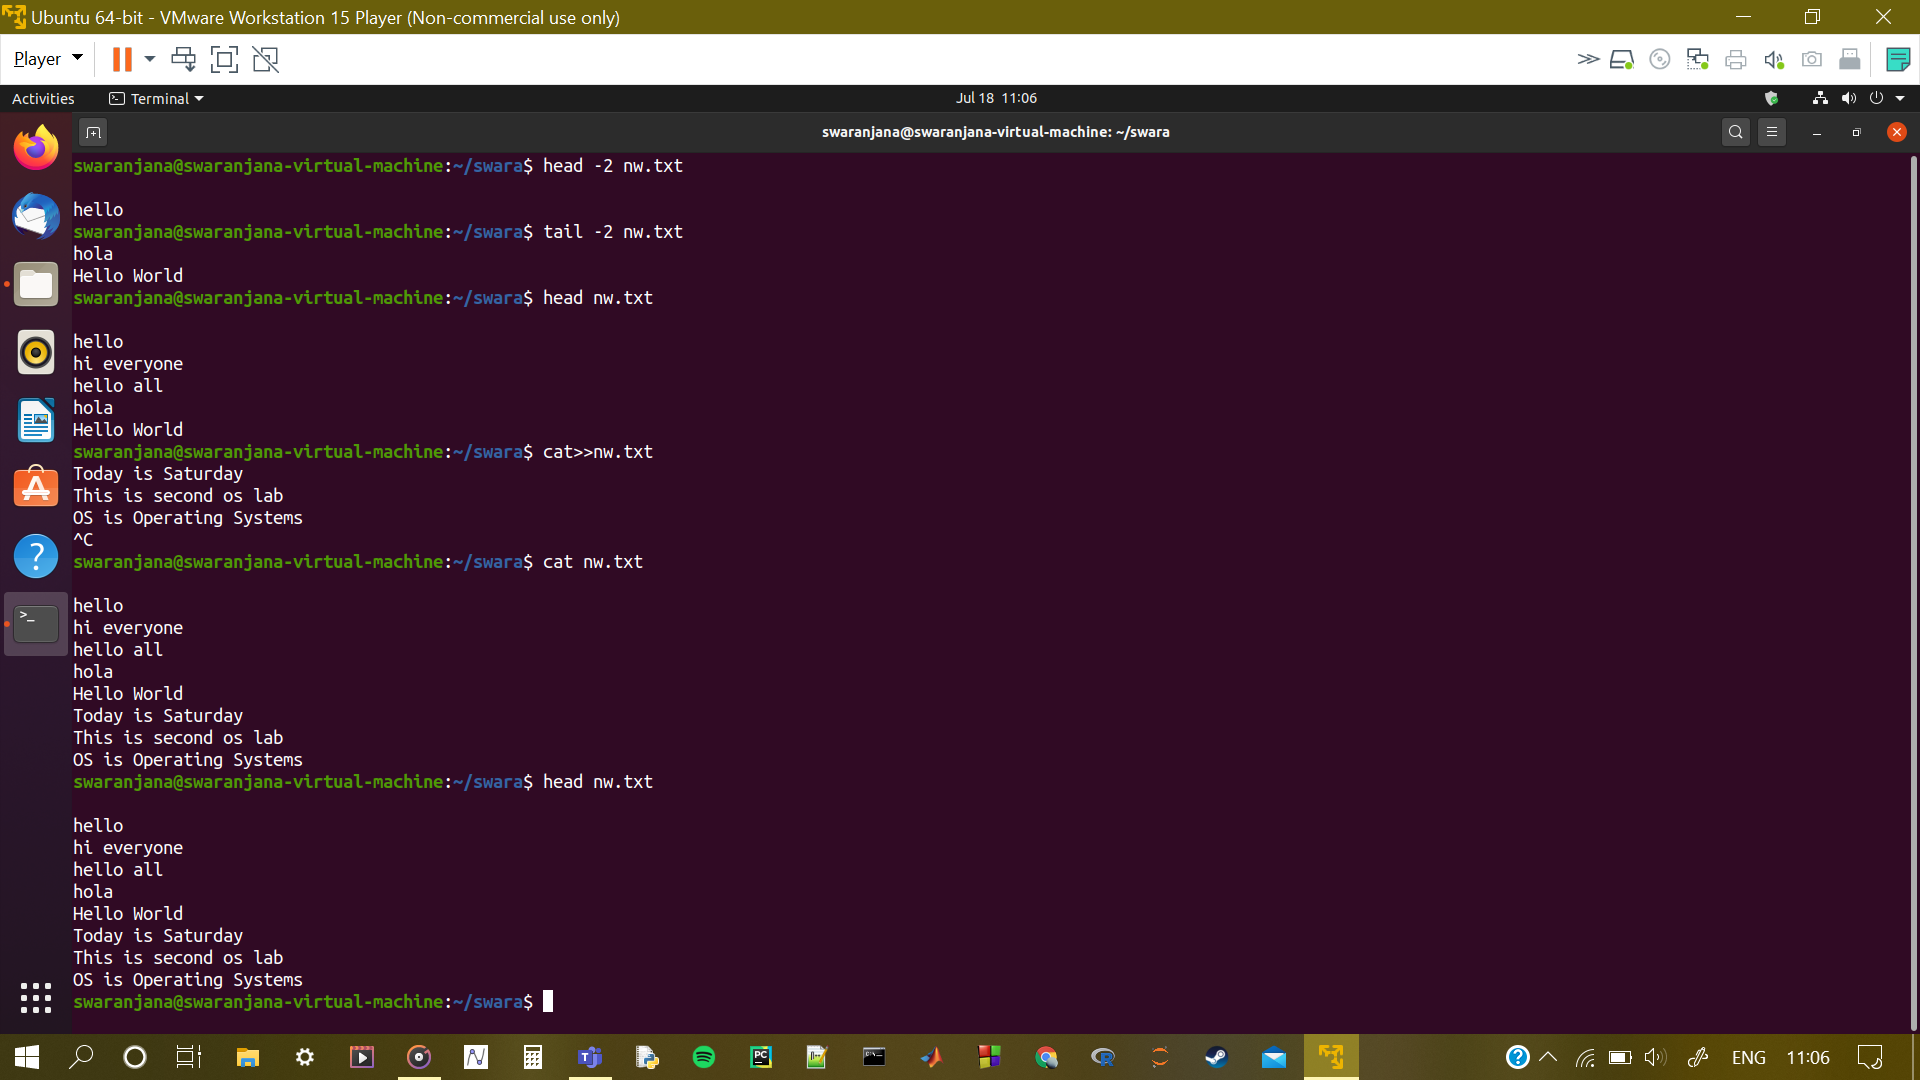 Ubuntu 64-bit - VMware Workstation 15 Player (Non-commercial use only)
Player
Activities
Terminal
Jul 18 11:06
swaranjana@swaranjana-virtual-machine: ~/swara
swaranjana@swaranjana-virtual-machine:~/swara$ head -2 nw.txt

hello
swaranjana@swaranjana-virtual-machine:~/swara$ tail -2 nw.txt
hola
Hello World
swaranjana@swaranjana-virtual-machine:~/swara$ head nw.txt

hello
hi everyone
hello all
hola
Hello World
swaranjana@swaranjana-virtual-machine:~/swara$ cat>>nw.txt
Today is Saturday
This is second os lab
OS is Operating Systems
^C
swaranjana@swaranjana-virtual-machine:~/swara$ cat nw.txt

hello
hi everyone
hello all
hola
Hello World
Today is Saturday
This is second os lab
OS is Operating Systems
swaranjana@swaranjana-virtual-machine:~/swara$ head nw.txt

hello
hi everyone
hello all
hola
Hello World
Today is Saturday
This is second os lab
OS is Operating Systems
swaranjana@swaranjana-virtual-machine:~/swara$
ENG
11:06